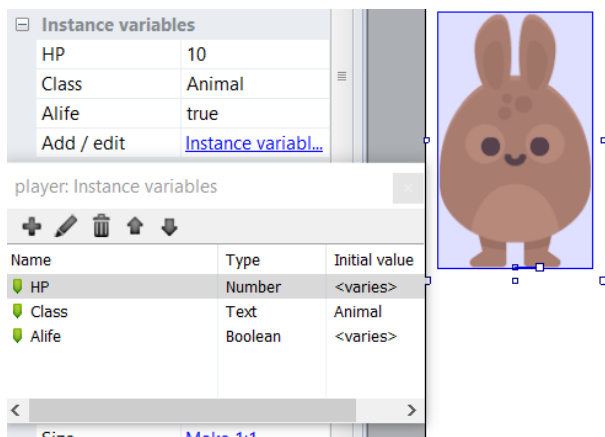 Instance variables
HP 10
Class Animal
Alife true
Add / edit Instance variabl...
player: Instance variables
Name Type Initial value
HP Number <varies>
Class Text Animal
Alife Boolean <varies>
Size Make 1:1